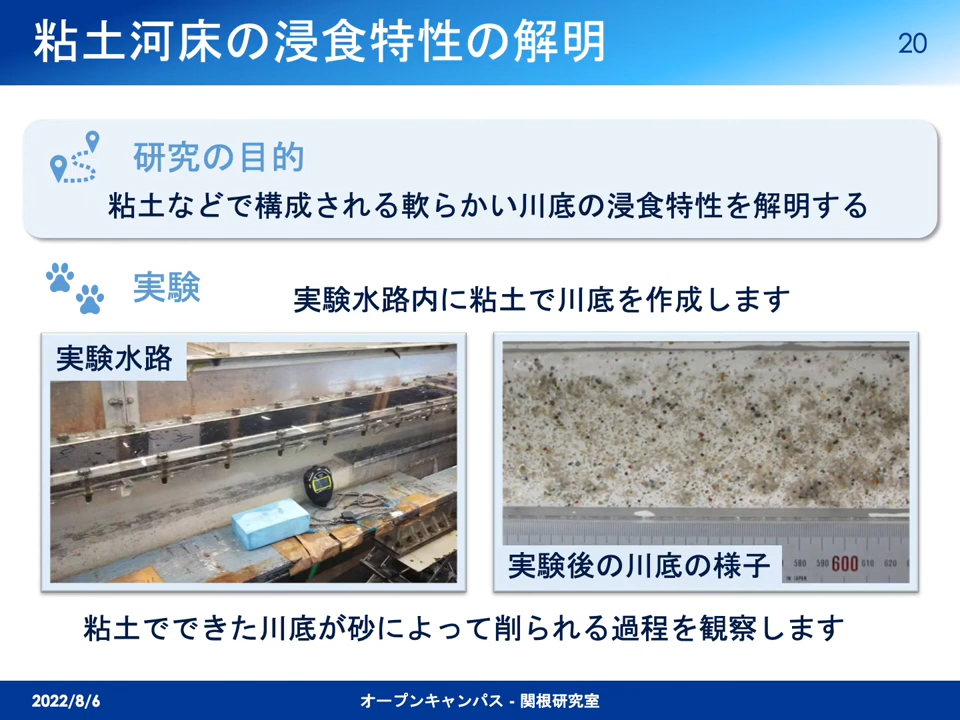 粘土河床の浸食特性の解明
20
研究の目的
粘土などで構成される軟らかい川底の浸食特性を解明する
実験
実験水路内に粘土で川底を作成します
実験水路
実験後の川底の様子
580 590 600 610 620
粘土でできた川底が砂によって削られる過程を観察します
2022/8/6
オープンキャンパス - 関根研究室